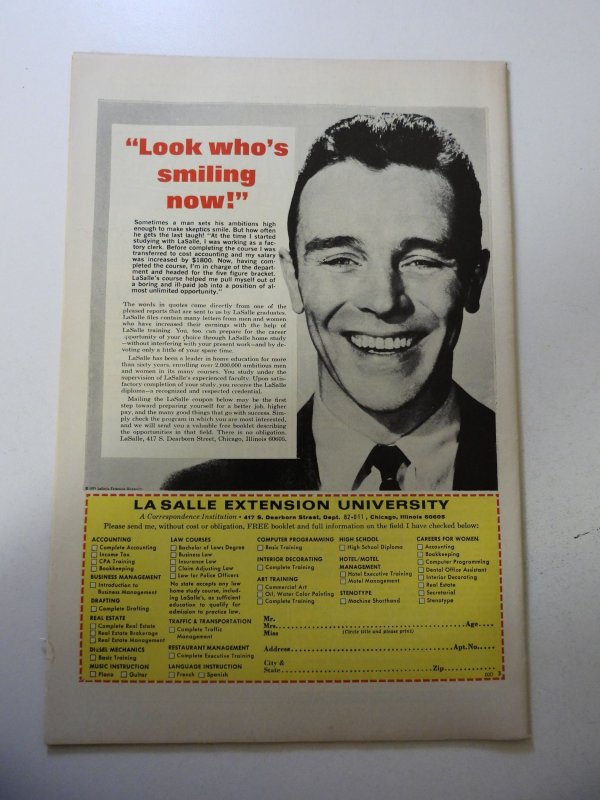 “Look who’s
smiling
now!”
Sometimes a man sets his ambitions high
enough to make skeptics smile. But how often
he gets the last laugh! “At the time I started
studying with LaSalle, I was working as a fac-
tory clerk. Before completing the course I was
transferred to cost accounting and my salary
was increased by $1800. Now, having com-
pleted the course, I’m in charge of the depart-
ment and headed for the five figure bracket.
LaSalle’s course helped me pull myself out of
a boring and ill-paid job into a position of al-
most unlimited opportunity.”
The words in quotes come directly from one of the
pleased reports that are sent to us by LaSalle graduates.
LaSalle files contain many letters from men and women
who have increased their earnings with the help of
LaSalle training. You, too, can prepare for the career
opportunity of your choice through LaSalle home study
—without interfering with your present work—and by de-
voting only a little of your spare time.
LaSalle has been a leader in home education for more
than sixty years, enrolling over 2,000,000 ambitious men
and women in its many courses. You study under the
supervision of LaSalle’s experienced faculty. Upon satis-
factory completion of your study, you receive the LaSalle
diploma—a recognized and respected credential.
Mailing the LaSalle coupon below may be the first
step toward preparing yourself for a better job, higher
pay, and the many good things that go with success. Sim-
ply check the program in which you are most interested,
and we will send you a valuable free booklet describing
the opportunities in that field. There is no obligation.
LaSalle, 417 S. Dearborn Street, Chicago, Illinois 60605.
LA SALLE EXTENSION UNIVERSITY
A Correspondence Institution • 417 S. Dearborn Street, Dept. 82-011, Chicago, Illinois 60605
Please send me, without cost or obligation, FREE booklet and full information on the field I have checked below:
ACCOUNTING
Complete Accounting
Income Tax
CPA Training
Bookkeeping
BUSINESS MANAGEMENT
Introduction to
Business Management
DRAFTING
Complete Drafting
REAL ESTATE
Complete Real Estate
Real Estate Brokerage
Real Estate Management
DIESEL MECHANICS
Basic Training
MUSIC INSTRUCTION
Piano Guitar
LAW COURSES
Bachelor of Laws Degree
Business Law
Insurance Law
Claim Adjusting Law
Law for Police Officers
No state accepts any law
home study course, includ-
ing LaSalle’s, as sufficient
education to qualify for
admission to practice law.
TRAFFIC & TRANSPORTATION
Complete Traffic
Management
RESTAURANT MANAGEMENT
Complete Executive Training
LANGUAGE INSTRUCTION
French Spanish
COMPUTER PROGRAMMING
Basic Training
INTERIOR DECORATING
Complete Training
ART TRAINING
Commercial Art
Oil, Water Color Painting
Complete Training
HIGH SCHOOL
High School Diploma
HOTEL/MOTEL
MANAGEMENT
Hotel Executive Training
Motel Management
STENOTYPE
Machine Shorthand
CAREERS FOR WOMEN
Accounting
Bookkeeping
Computer Programming
Dental Office Assistant
Interior Decorating
Real Estate
Secretarial
Stenotype
Mr.
Mrs. Age
Miss (Circle title and please print)
Address Apt. No.
City &
State Zip